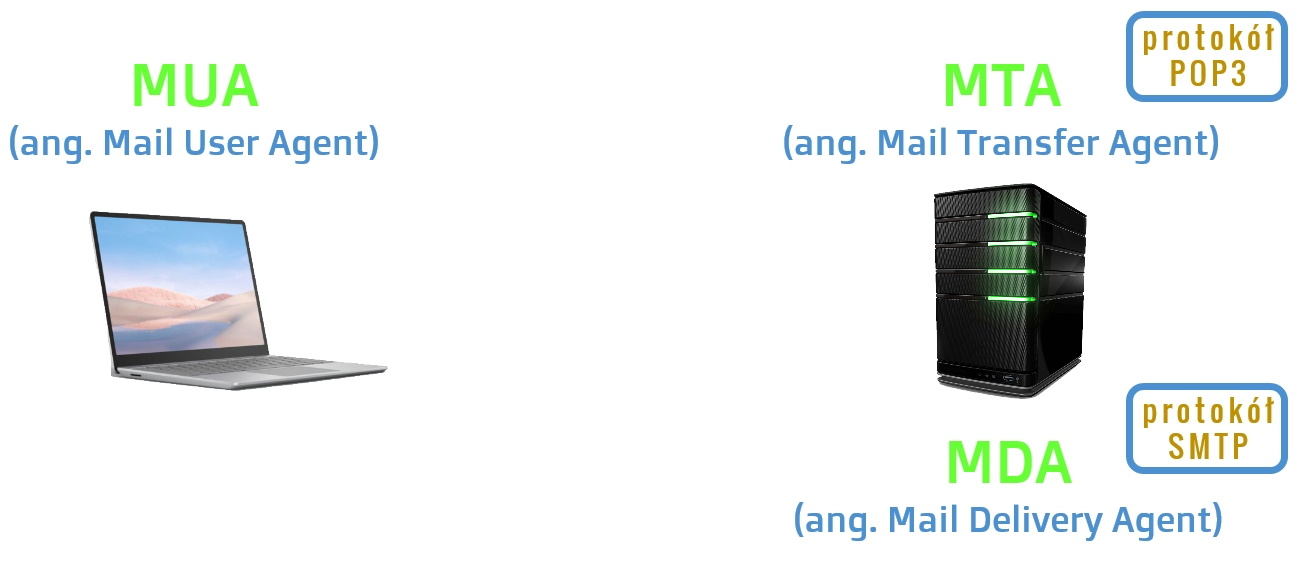 MUA
(ang. Mail User Agent)
MTA
(ang. Mail Transfer Agent)
protokół
POP3
MDA
(ang. Mail Delivery Agent)
protokół
SMTP